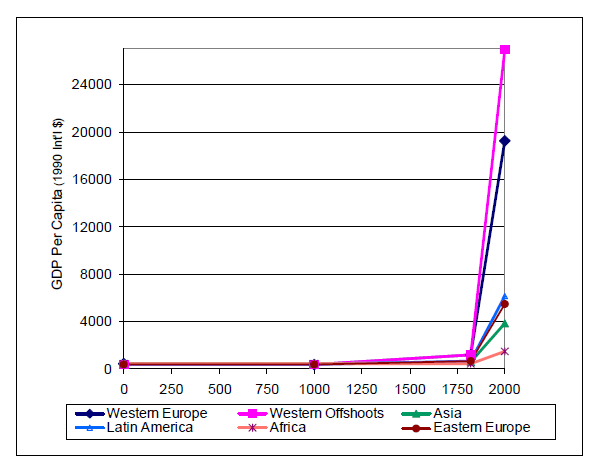 24000
20000
16000
12000
8000
4000
0
GDP Per Capita (1990 Int'l $)
0 250 500 750 1000 1250 1500 1750 2000
Western Europe Western Offshoots Asia
Latin America Africa Eastern Europe